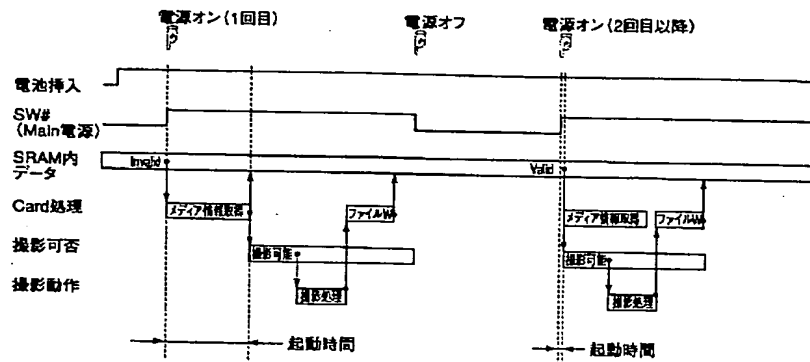 電源オン(1回目)
電源オフ
電源オン(2回目以降)
電池挿入
SW#
(Main電源)
SRAM内
データ
Invalid
Valid
Card処理
メディア情報取得
ファイルW
メディア情報取得
ファイルW
撮影可否
撮影可能
撮影可能
撮影動作
撮影処理
撮影処理
起動時間
起動時間